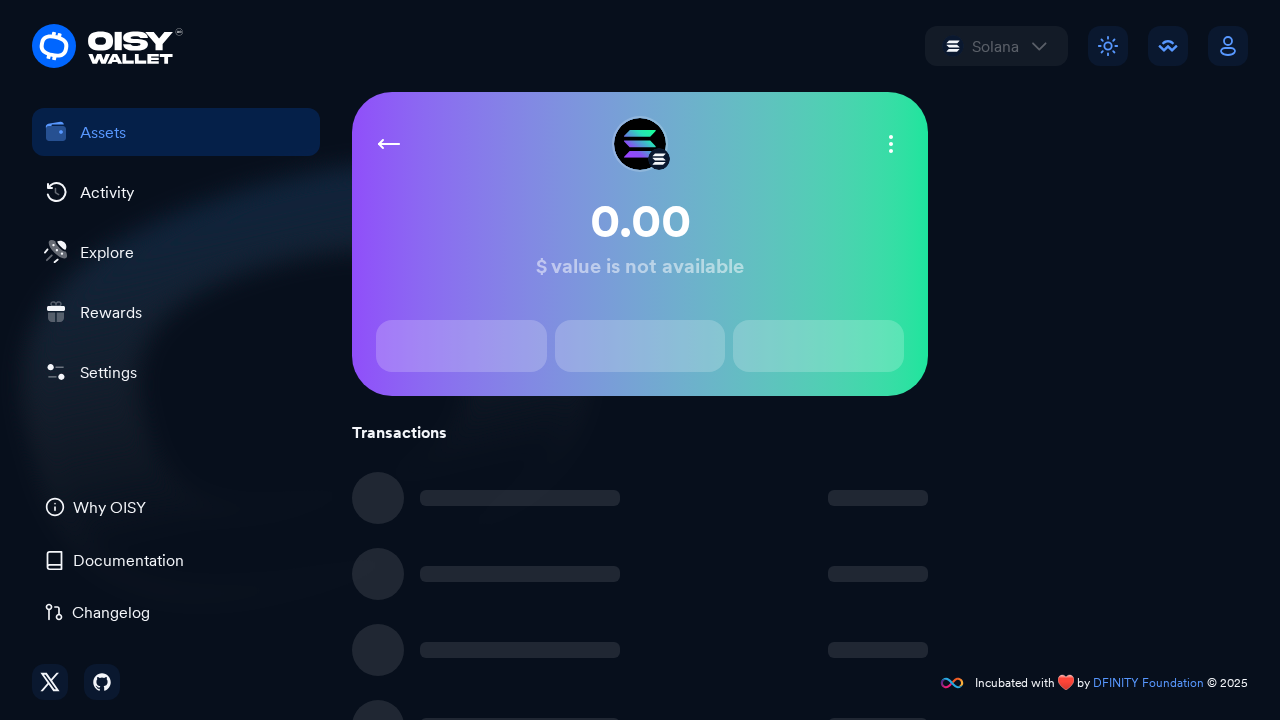 OISY
WALLET
Solana
Assets
Activity
Explore
Rewards
Settings
0.00
$ value is not available
Transactions
Why OISY
Documentation
Changelog
Incubated with ❤️ by DFINITY Foundation © 2025